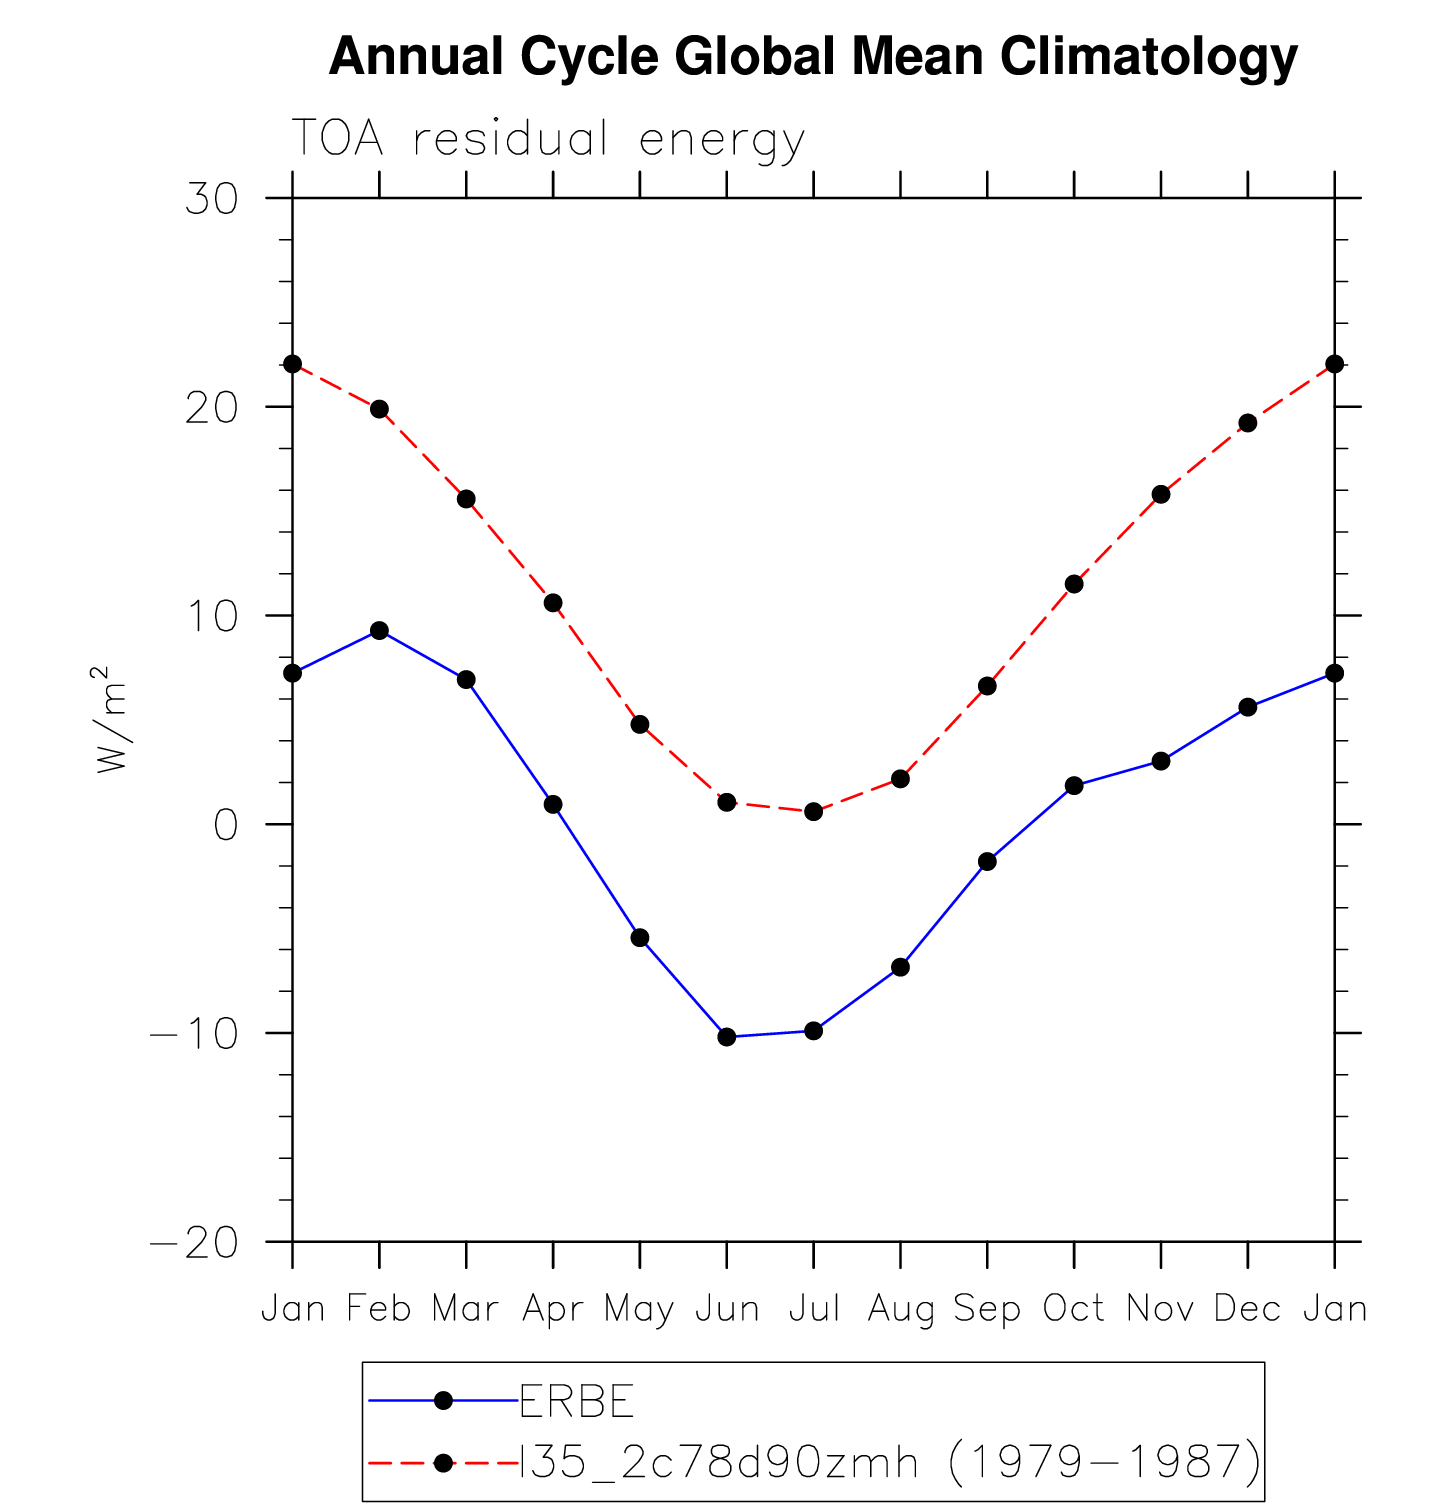 Annual Cycle Global Mean Climatology
TOA residual energy
30
20
10
0
−10
−20
W/m²
Jan Feb Mar Apr May Jun Jul Aug Sep Oct Nov Dec Jan
ERBE
I35_2c78d90zmh (1979−1987)